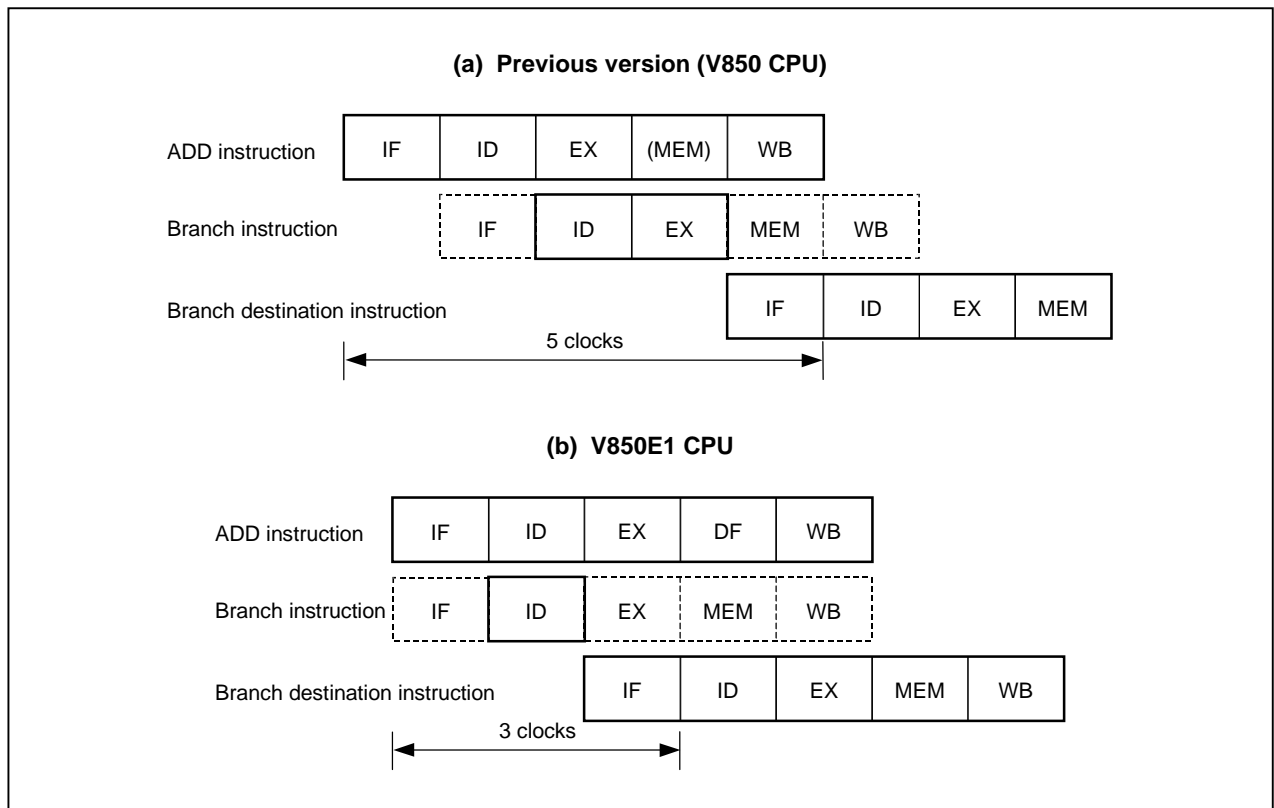 (a) Previous version (V850 CPU)
ADD instruction IF ID EX (MEM) WB
Branch instruction IF ID EX MEM WB
Branch destination instruction IF ID EX MEM
5 clocks
(b) V850E1 CPU
ADD instruction IF ID EX DF WB
Branch instruction IF ID EX MEM WB
Branch destination instruction IF ID EX MEM WB
3 clocks